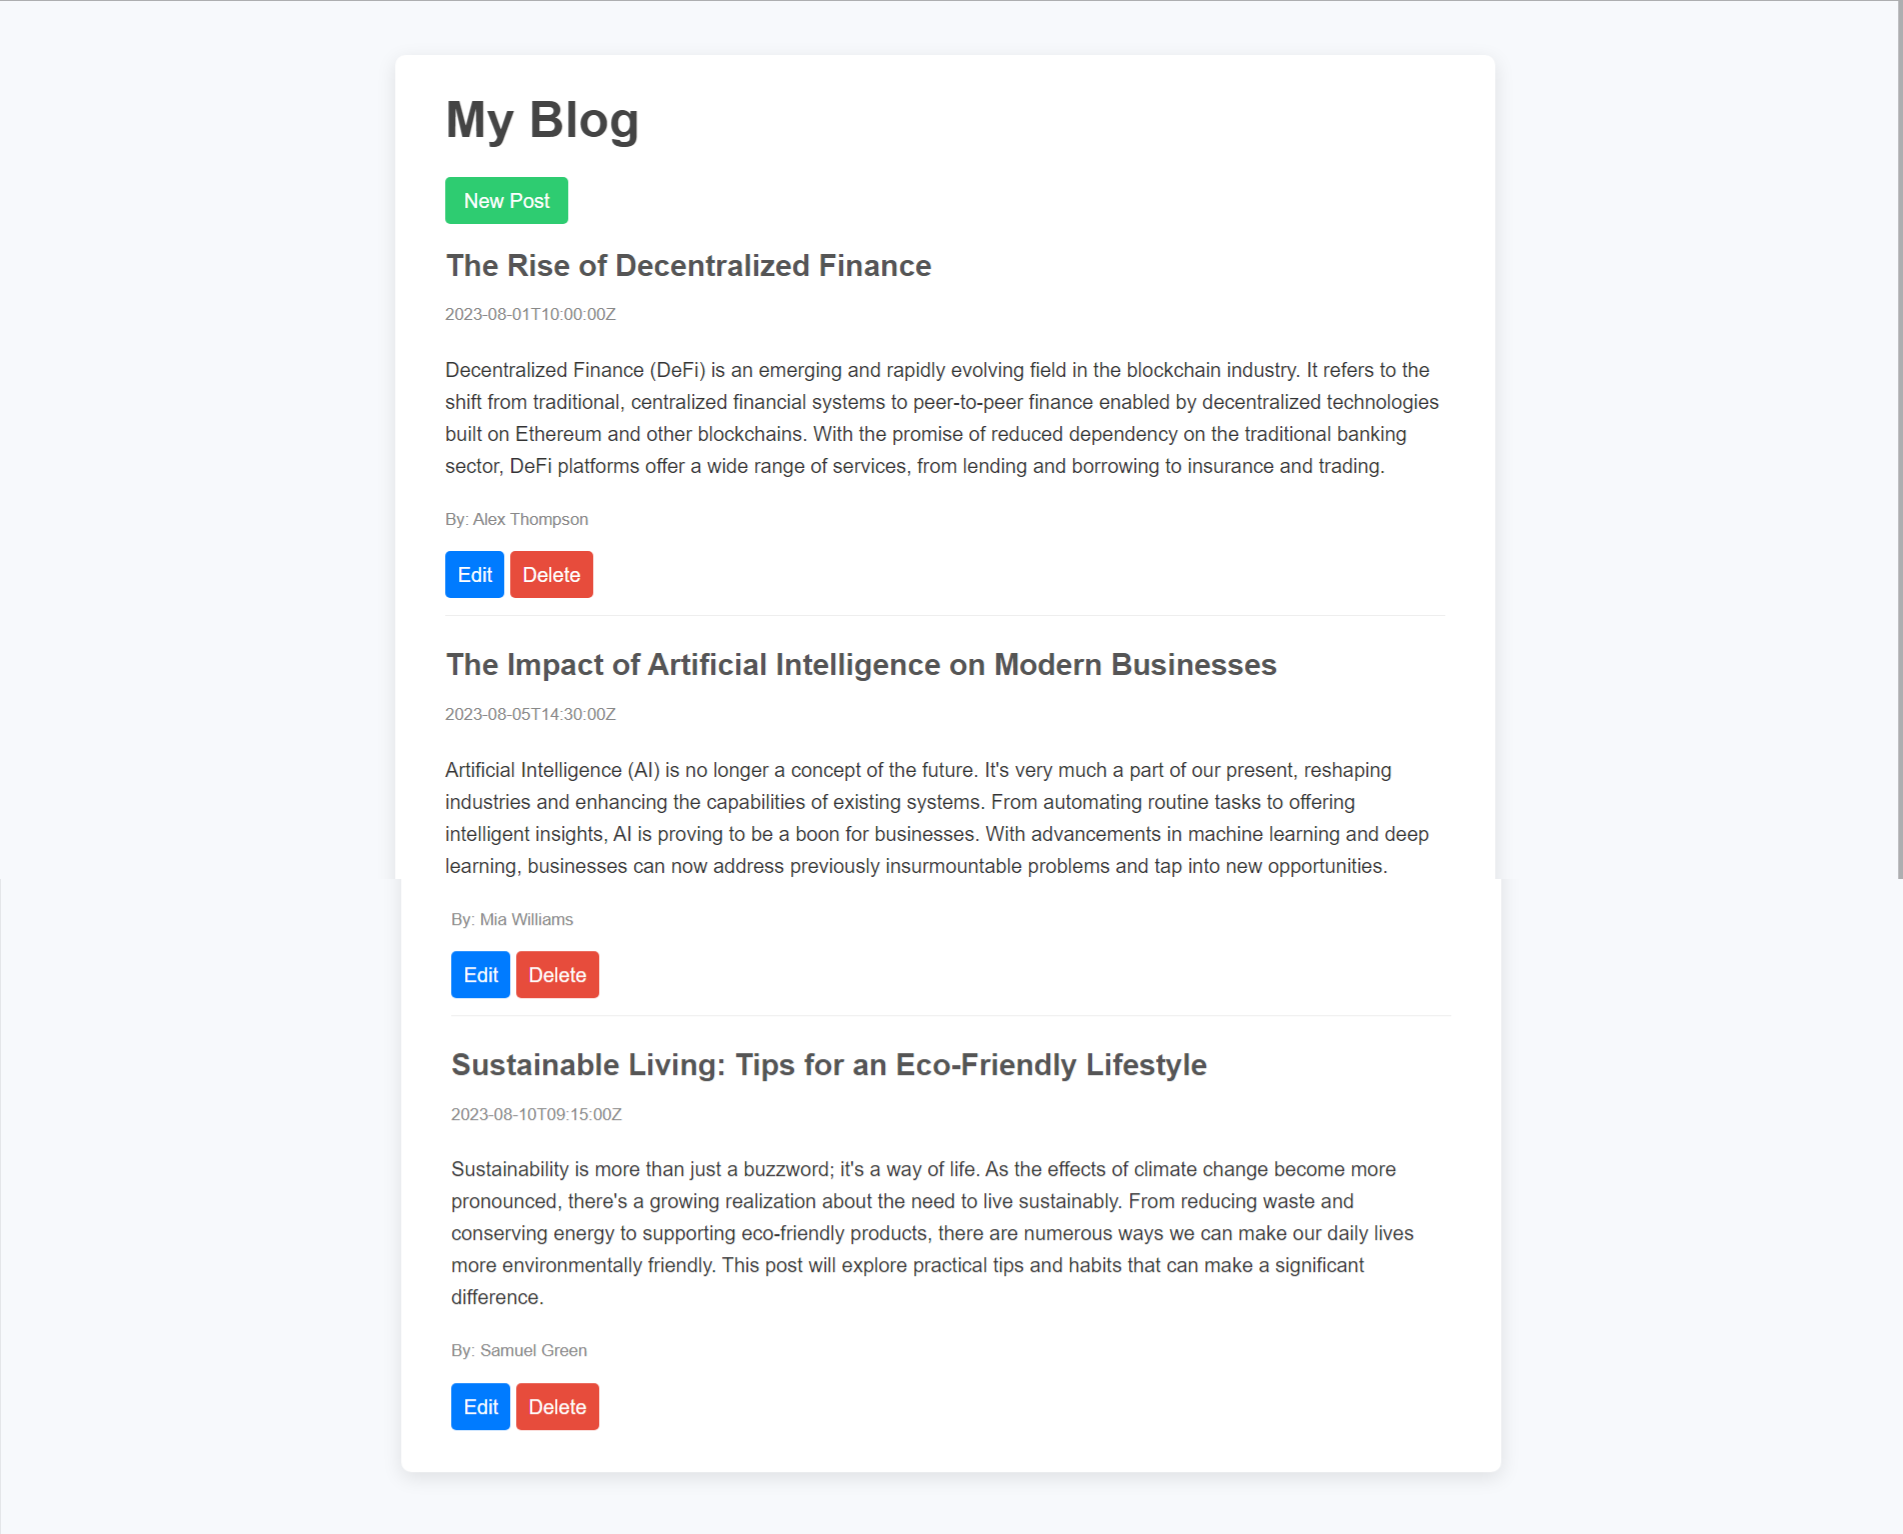 My Blog
New Post
The Rise of Decentralized Finance
2023-08-01T10:00:00Z
Decentralized Finance (DeFi) is an emerging and rapidly evolving field in the blockchain industry. It refers to the
shift from traditional, centralized financial systems to peer-to-peer finance enabled by decentralized technologies
built on Ethereum and other blockchains. With the promise of reduced dependency on the traditional banking
sector, DeFi platforms offer a wide range of services, from lending and borrowing to insurance and trading.
By: Alex Thompson
Edit Delete
The Impact of Artificial Intelligence on Modern Businesses
2023-08-05T14:30:00Z
Artificial Intelligence (AI) is no longer a concept of the future. It's very much a part of our present, reshaping
industries and enhancing the capabilities of existing systems. From automating routine tasks to offering
intelligent insights, AI is proving to be a boon for businesses. With advancements in machine learning and deep
learning, businesses can now address previously insurmountable problems and tap into new opportunities.
By: Mia Williams
Edit Delete
Sustainable Living: Tips for an Eco-Friendly Lifestyle
2023-08-10T09:15:00Z
Sustainability is more than just a buzzword; it's a way of life. As the effects of climate change become more
pronounced, there's a growing realization about the need to live sustainably. From reducing waste and
conserving energy to supporting eco-friendly products, there are numerous ways we can make our daily lives
more environmentally friendly. This post will explore practical tips and habits that can make a significant
difference.
By: Samuel Green
Edit Delete